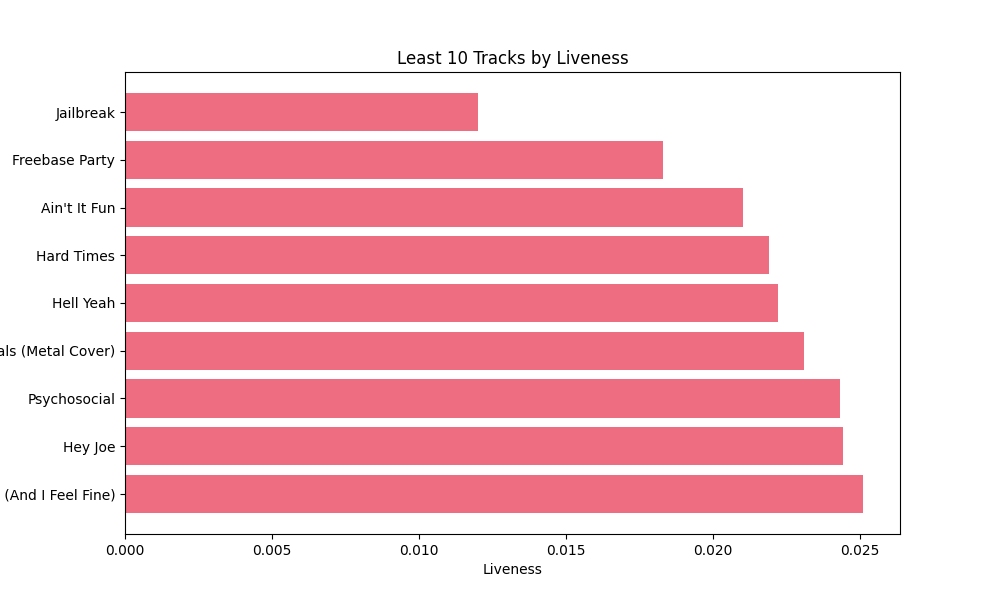 Least 10 Tracks by Liveness
Jailbreak
Freebase Party
Ain't It Fun
Hard Times
Hell Yeah
(Metal Cover)
Psychosocial
Hey Joe
(And I Feel Fine)
0.000 0.005 0.010 0.015 0.020 0.025
Liveness